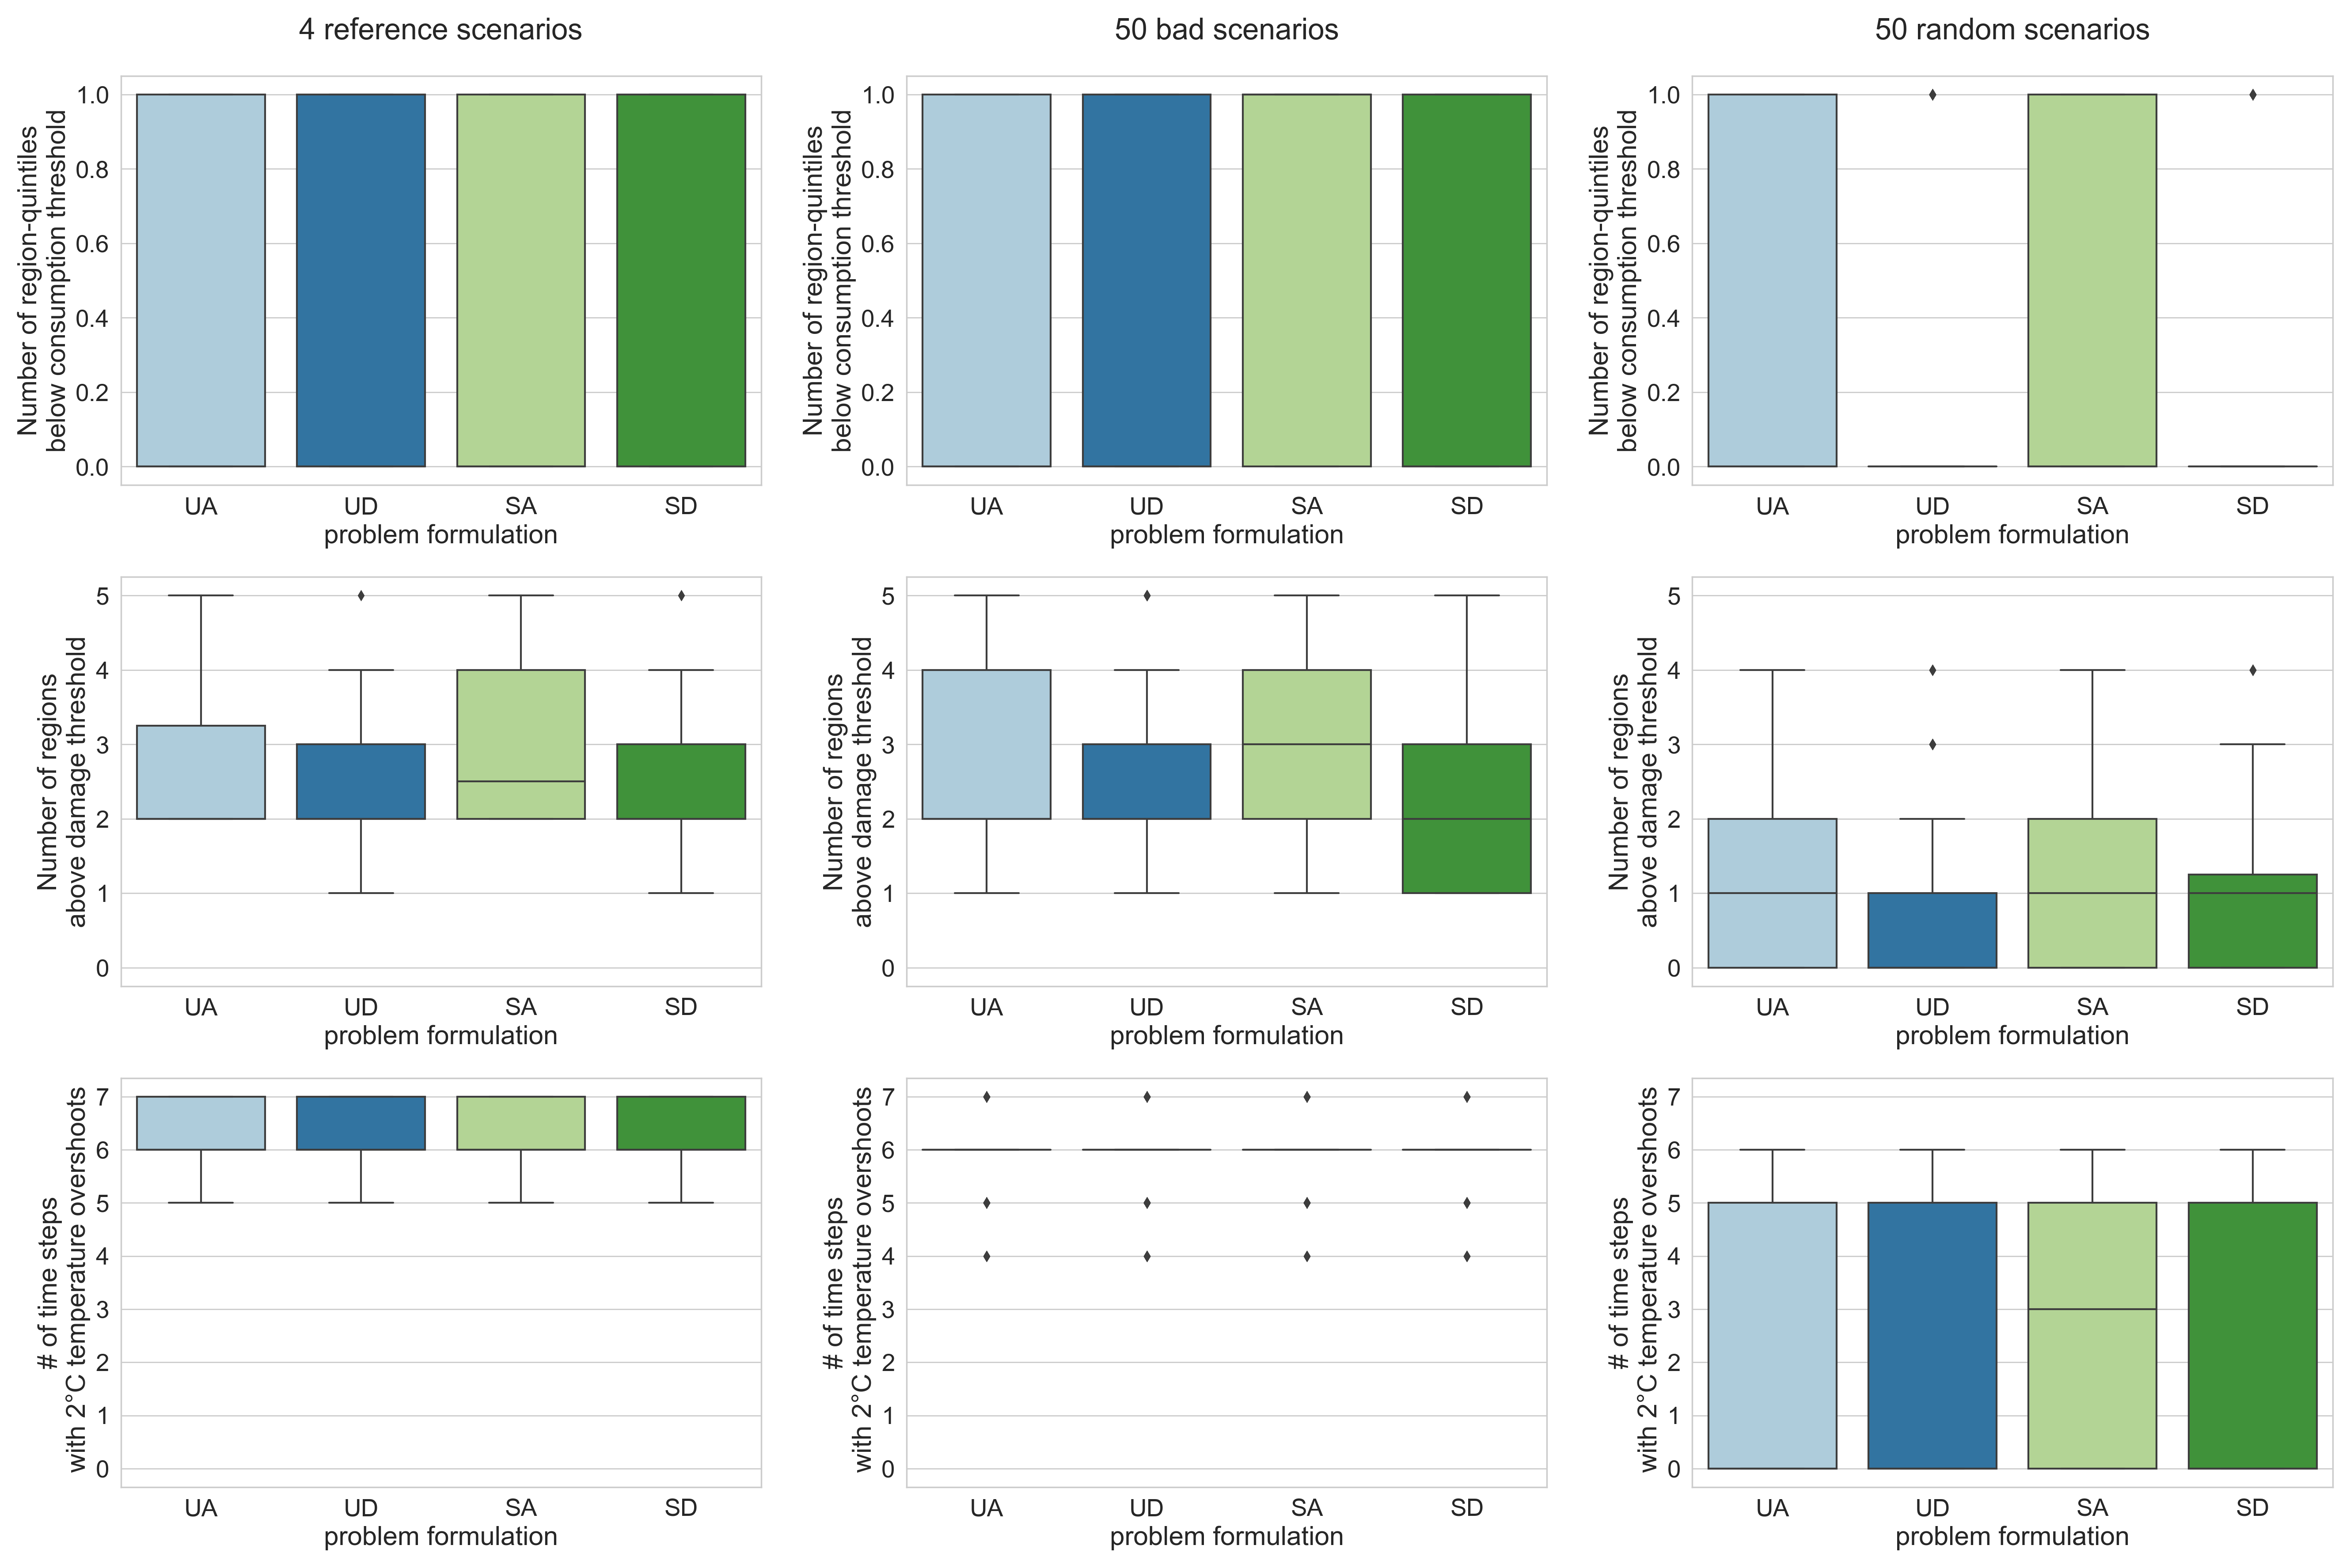 4 reference scenarios
50 bad scenarios
50 random scenarios
Number of region-quintiles
below consumption threshold
1.0
0.8
0.6
0.4
0.2
0.0
UA UD SA SD
problem formulation
Number of region-quintiles
below consumption threshold
1.0
0.8
0.6
0.4
0.2
0.0
UA UD SA SD
problem formulation
Number of region-quintiles
below consumption threshold
1.0
0.8
0.6
0.4
0.2
0.0
UA UD SA SD
problem formulation
Number of regions
above damage threshold
5
4
3
2
1
0
UA UD SA SD
problem formulation
Number of regions
above damage threshold
5
4
3
2
1
0
UA UD SA SD
problem formulation
Number of regions
above damage threshold
5
4
3
2
1
0
UA UD SA SD
problem formulation
# of time steps
with 2°C temperature overshoots
7
6
5
4
3
2
1
0
UA UD SA SD
problem formulation
# of time steps
with 2°C temperature overshoots
7
6
5
4
3
2
1
0
UA UD SA SD
problem formulation
# of time steps
with 2°C temperature overshoots
7
6
5
4
3
2
1
0
UA UD SA SD
problem formulation